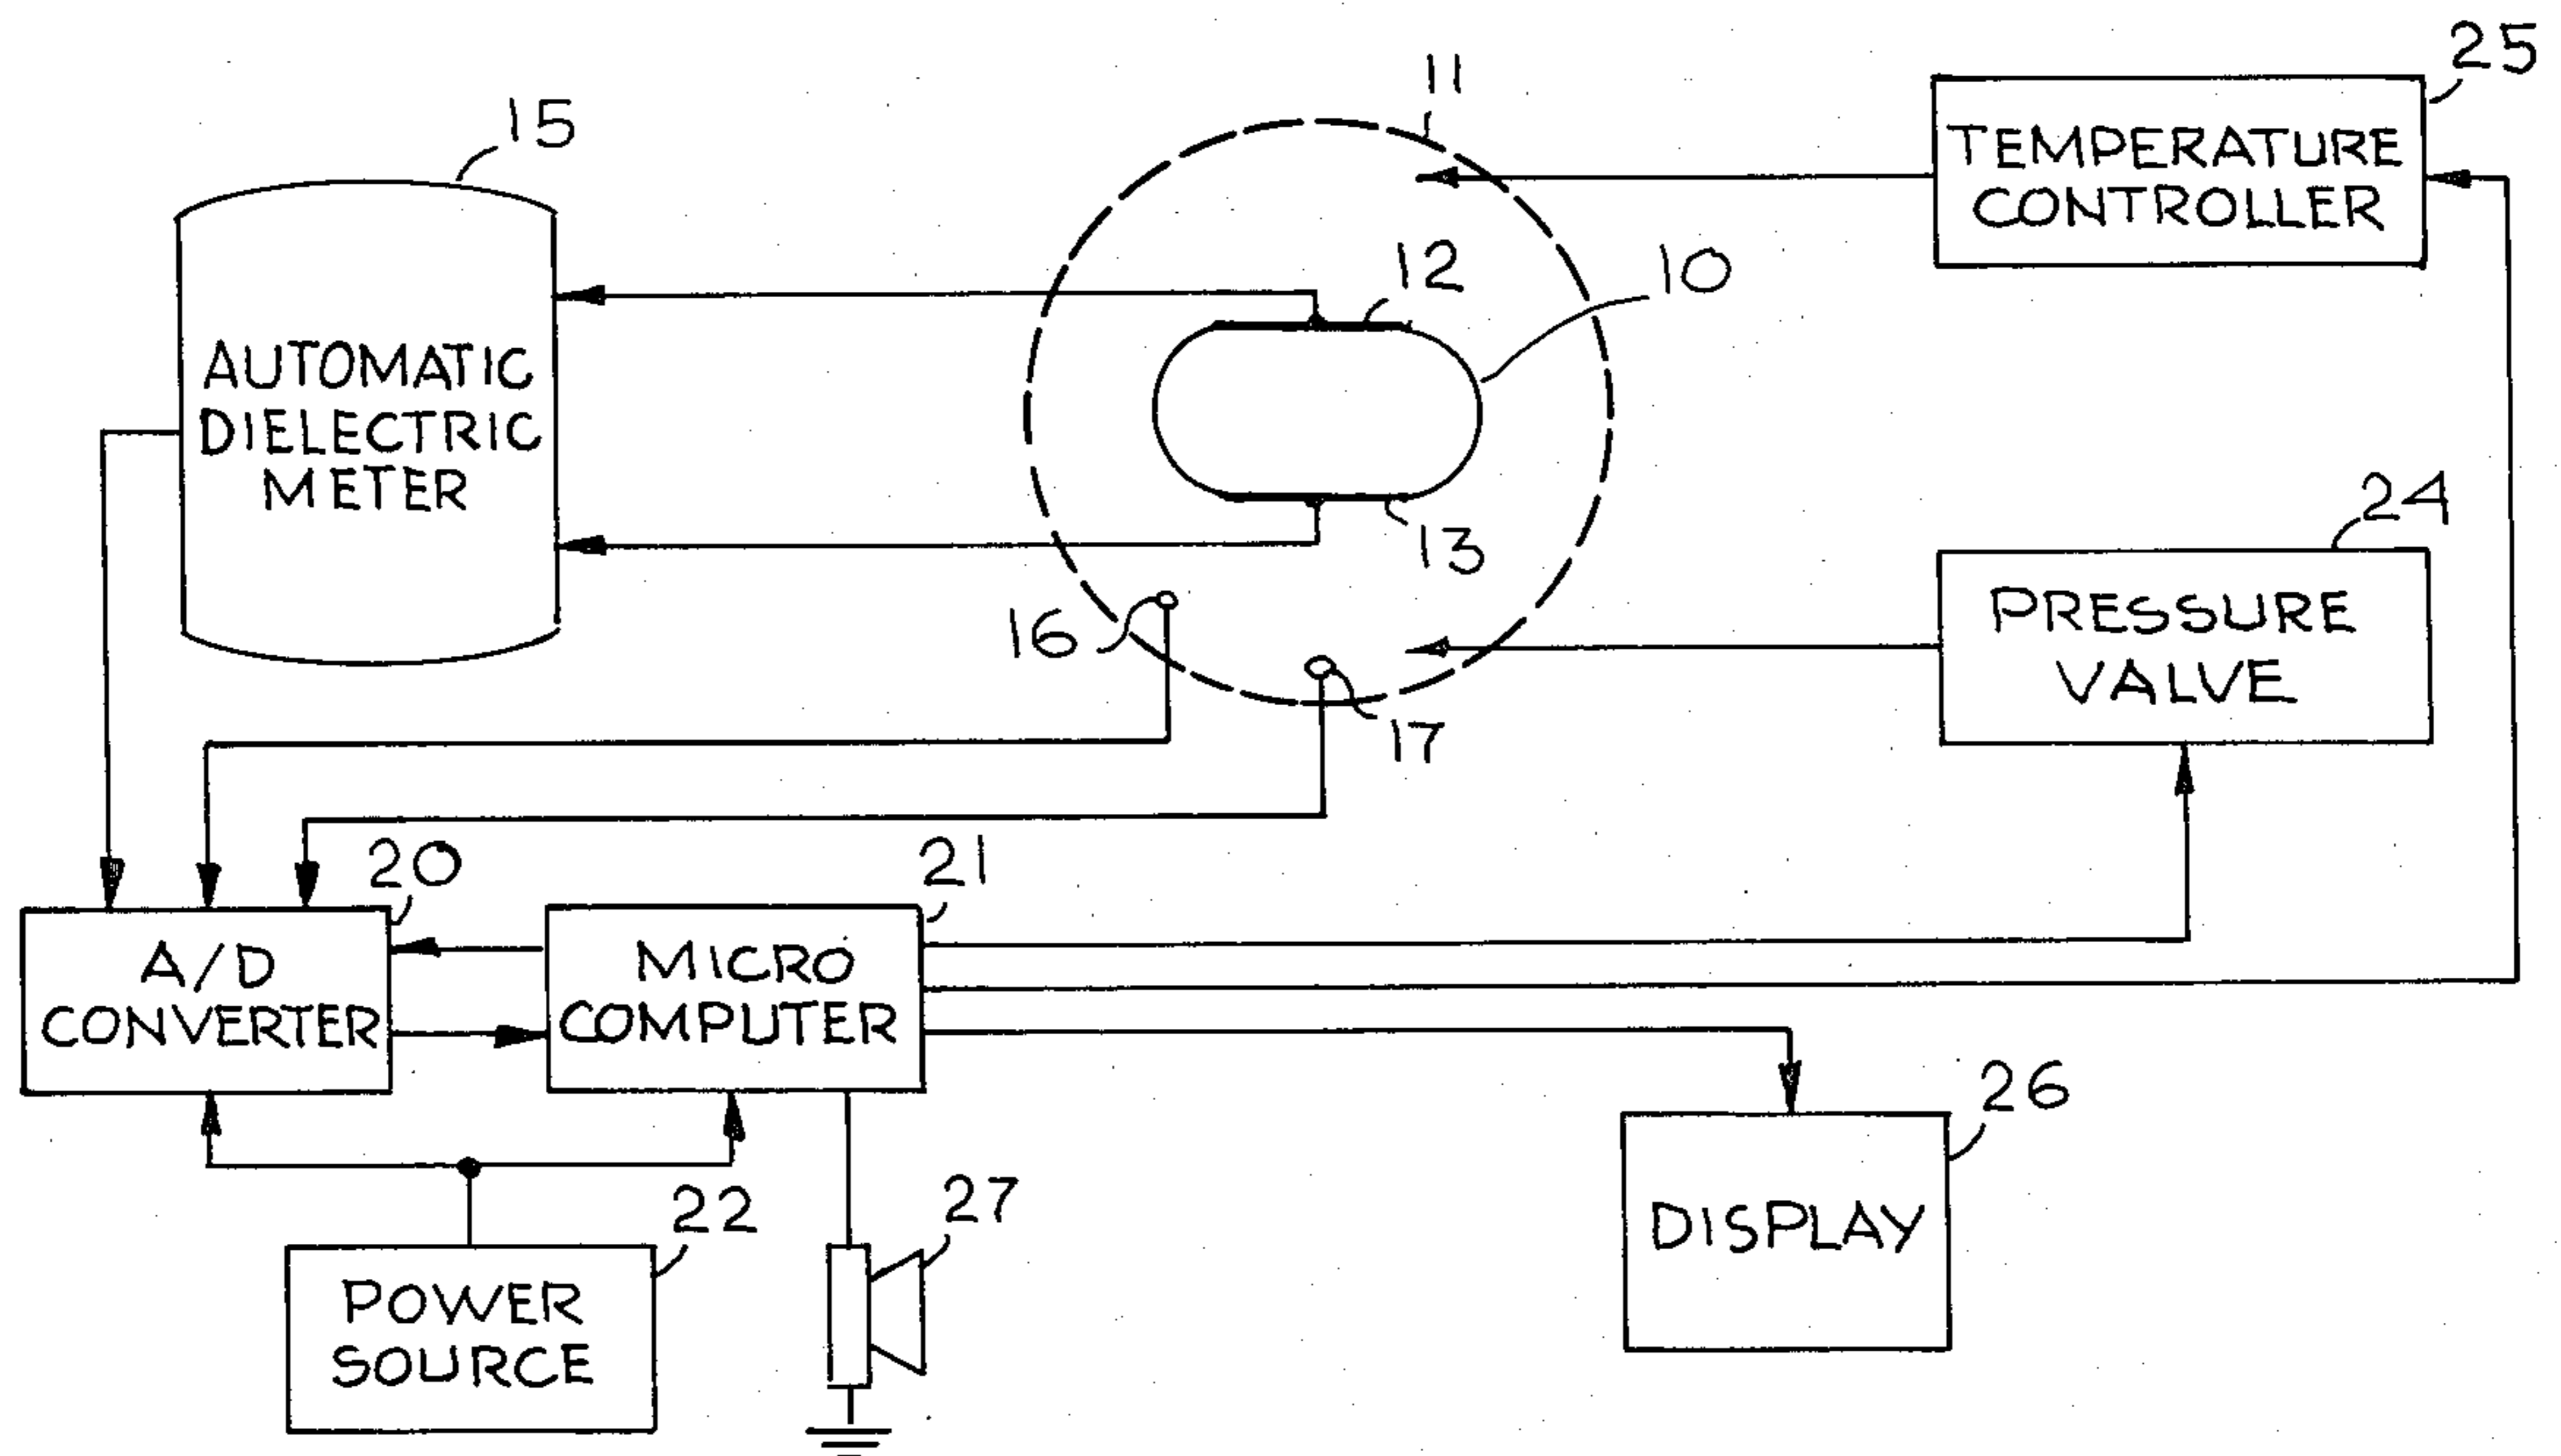 25
11
15
TEMPERATURE
CONTROLLER
12
10
AUTOMATIC
DIELECTRIC
METER
24
13
16
PRESSURE
VALVE
17
20
21
A/D
CONVERTER
MICRO
COMPUTER
26
22
27
DISPLAY
POWER
SOURCE